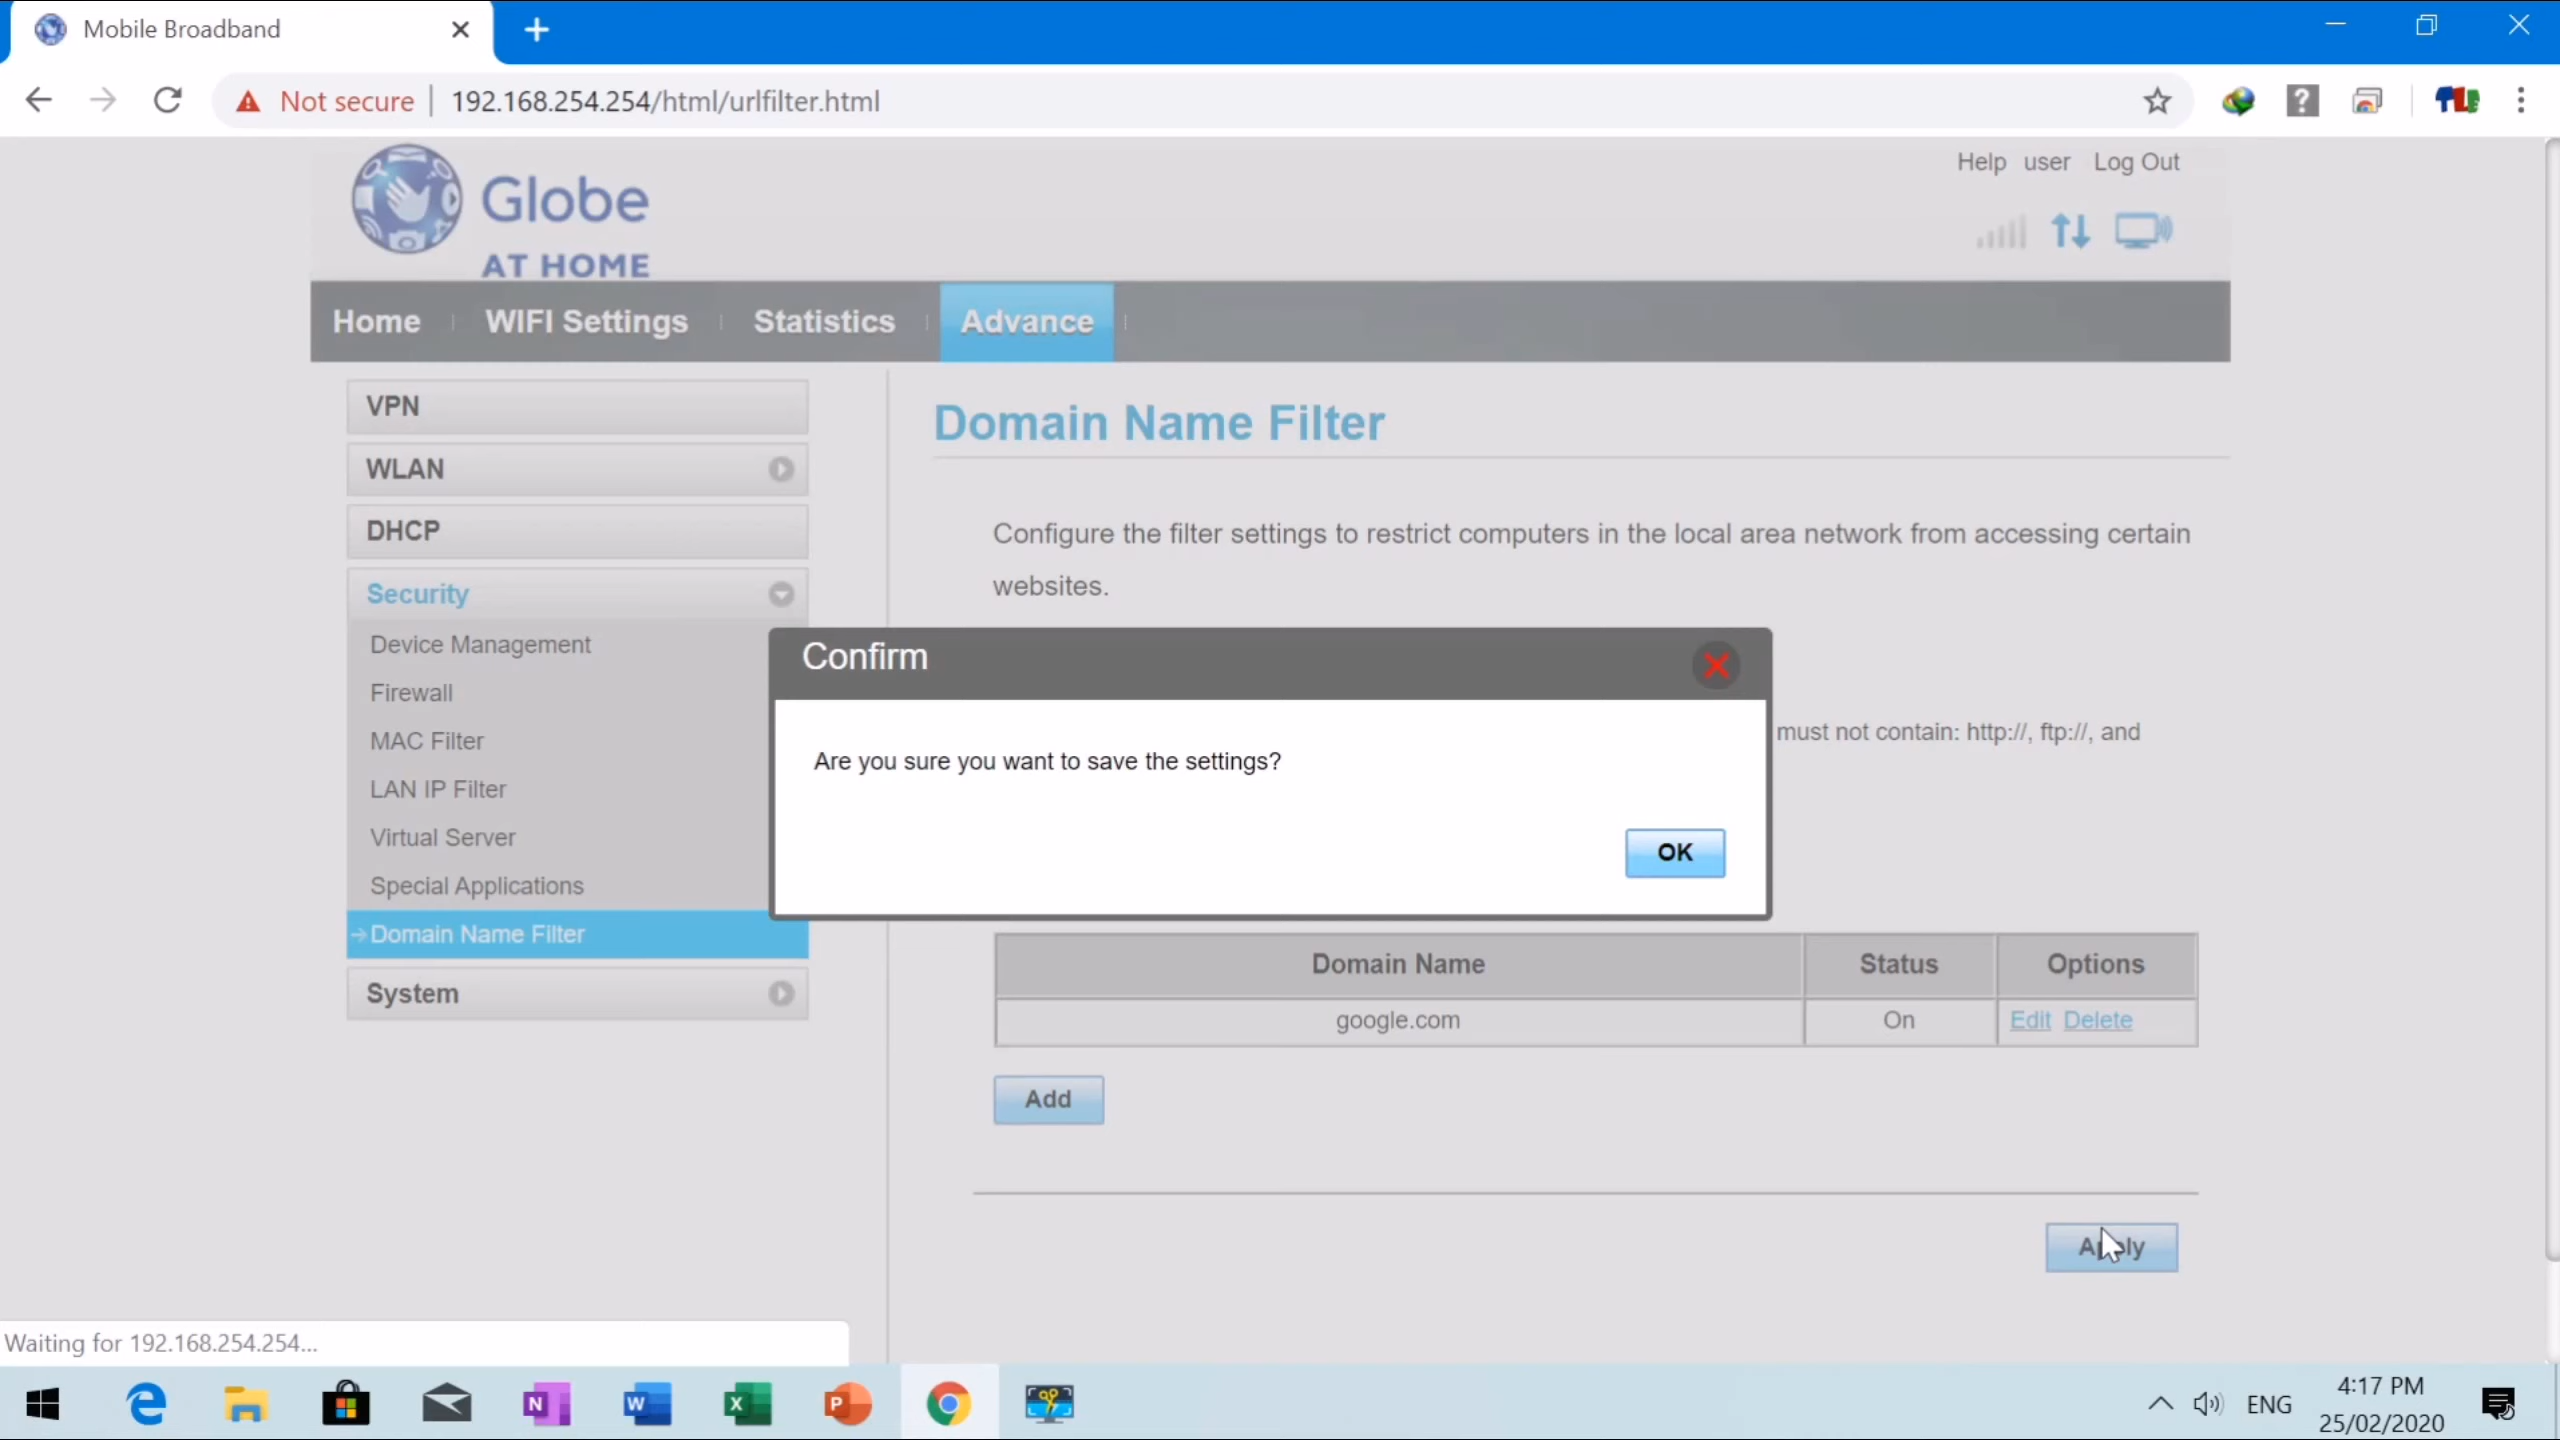 Mobile Broadband
Not secure
192.168.254.254/html/urlfilter.html
Help user Log Out
Globe
AT HOME
Home
WIFI Settings
Statistics
Advance
VPN
WLAN
DHCP
Security
Device Management
Firewall
MAC Filter
LAN IP Filter
Virtual Server
Special Applications
Domain Name Filter
System
Domain Name Filter
Configure the filter settings to restrict computers in the local area network from accessing certain
websites.
must not contain: http://, ftp://, and
Confirm
Are you sure you want to save the settings?
OK
Domain Name Status Options
google.com On Edit Delete
Add
Apply
Waiting for 192.168.254.254...
ENG
4:17 PM
25/02/2020